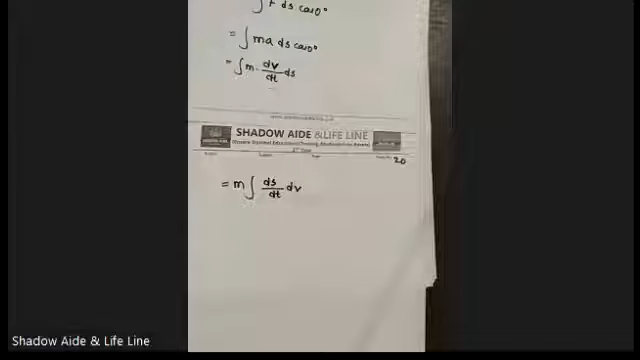 ∫ F ds cos0°
= ∫ ma ds cos0°
= ∫ m · dv/dt ds
SHADOW AIDE & LIFE LINE
20
= m ∫ ds/dt dv
Shadow Aide & Life Line